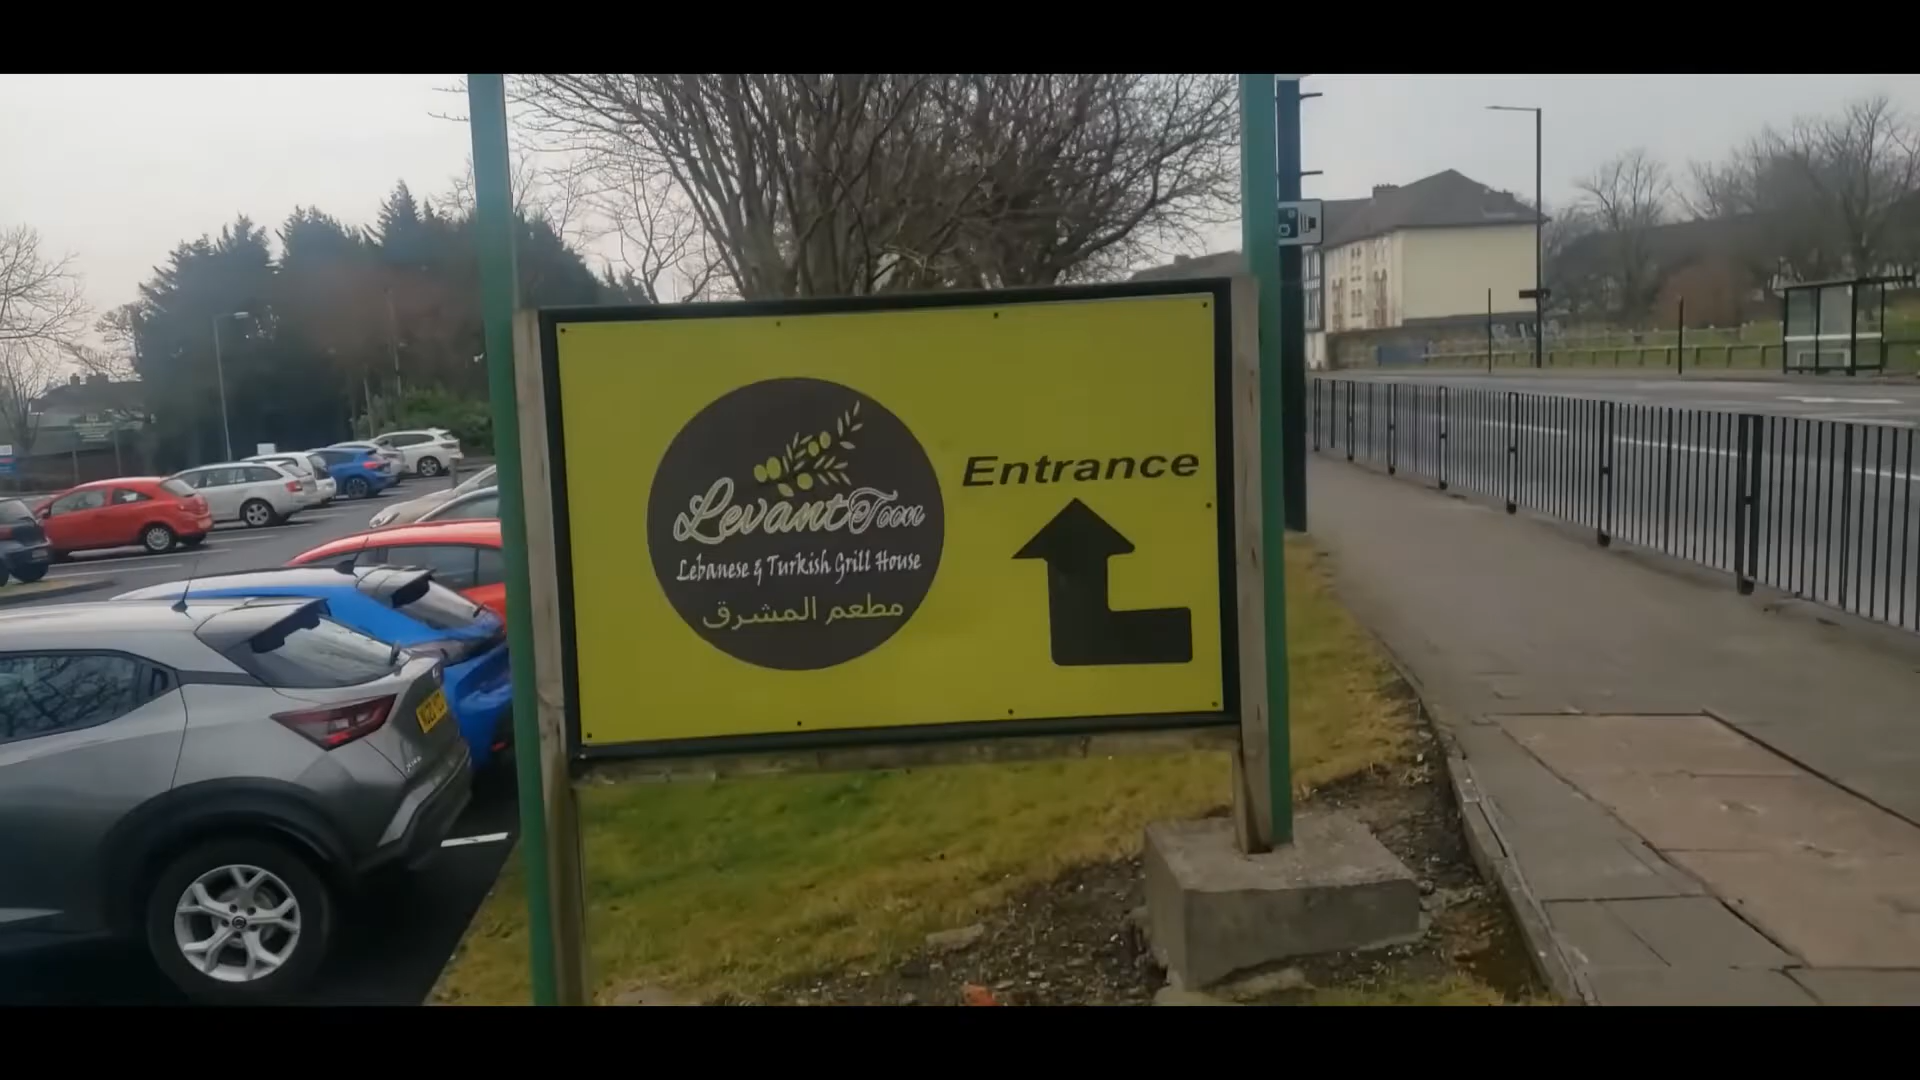 LevantToon
Lebanese & Turkish Grill House
مطعم المشرق
Entrance